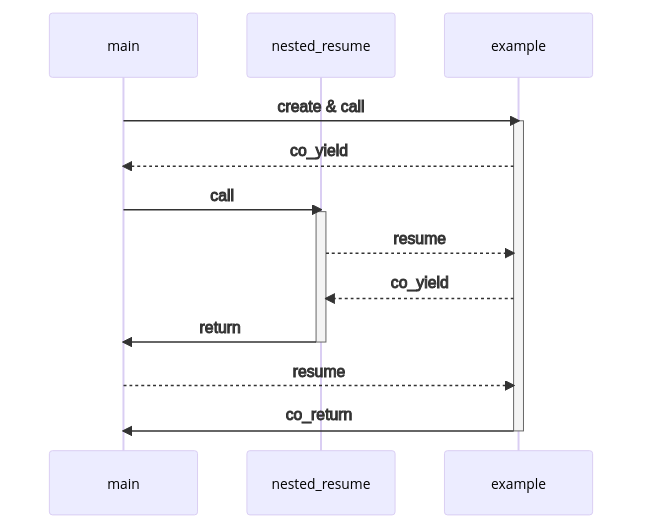 main
nested_resume
example
create & call
co_yield
call
resume
co_yield
return
resume
co_return
main
nested_resume
example